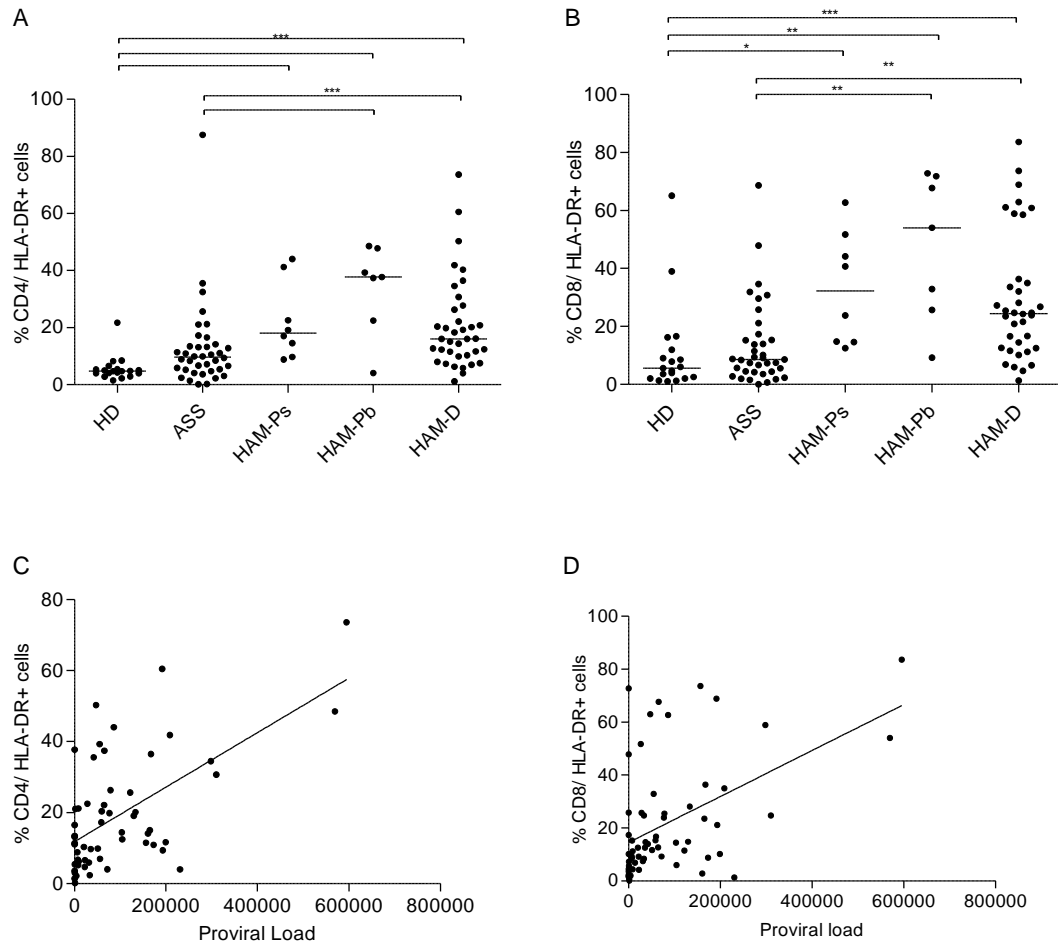 A
***
***
100
80
60
40
20
0
% CD4/ HLA-DR+ cells
HD
ASS
HAM-Ps
HAM-Pb
HAM-D
B
***
**
*
**
**
100
80
60
40
20
0
% CD8/ HLA-DR+ cells
HD
ASS
HAM-Ps
HAM-Pb
HAM-D
C
80
60
40
20
0
% CD4/ HLA-DR+ cells
0 200000 400000 600000 800000
Proviral Load
D
100
80
60
40
20
0
% CD8/ HLA-DR+ cells
0 200000 400000 600000 800000
Proviral load